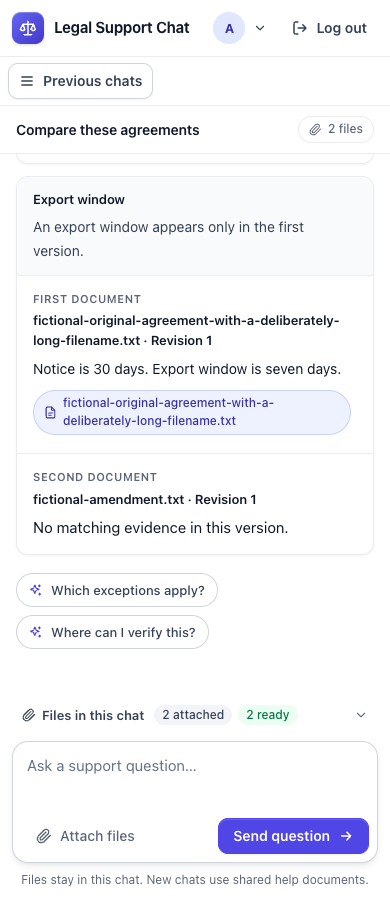 Legal Support Chat
A
Log out
Previous chats
Compare these agreements
2 files
Export window
An export window appears only in the first
version.
FIRST DOCUMENT
fictional-original-agreement-with-a-deliberately-
long-filename.txt · Revision 1
Notice is 30 days. Export window is seven days.
fictional-original-agreement-with-a-
deliberately-long-filename.txt
SECOND DOCUMENT
fictional-amendment.txt · Revision 1
No matching evidence in this version.
Which exceptions apply?
Where can I verify this?
Files in this chat
2 attached
2 ready
Ask a support question...
Attach files
Send question
Files stay in this chat. New chats use shared help documents.